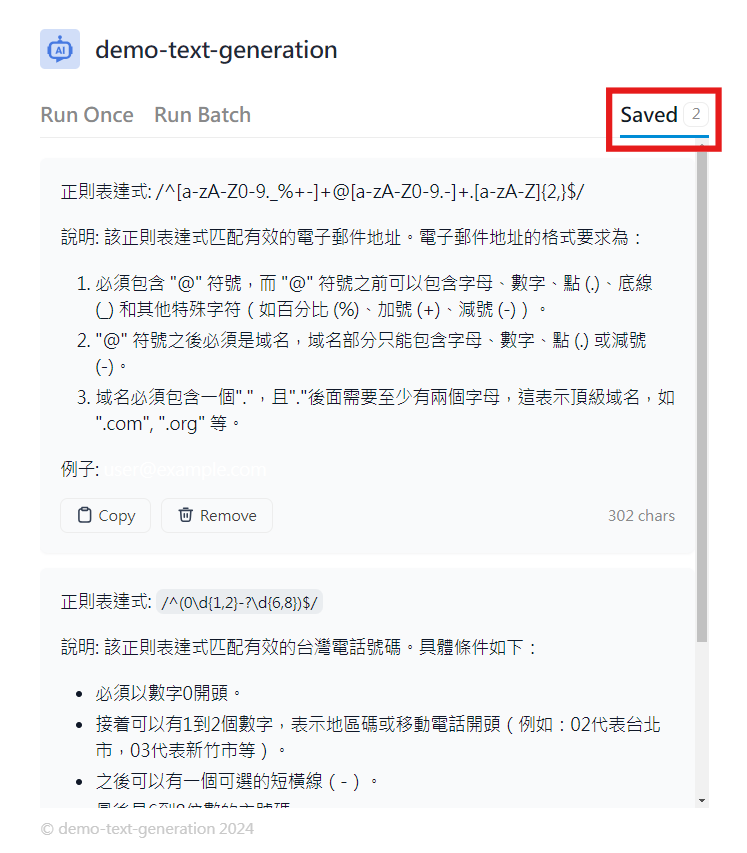 demo-text-generation
Run Once Run Batch Saved 2
正則表達式: /^[a-zA-Z0-9._%+-]+@[a-zA-Z0-9.-]+.[a-zA-Z]{2,}$/
說明: 該正則表達式匹配有效的電子郵件地址。電子郵件地址的格式要求為：
1. 必須包含 "@" 符號，而 "@" 符號之前可以包含字母、數字、點 (.)、底線
(_) 和其他特殊字符（如百分比 (%)、加號 (+)、減號 (-)）。
2. "@" 符號之後必須是域名，域名部分只能包含字母、數字、點 (.) 或減號
(-)。
3. 域名必須包含一個"."，且"."後面需要至少有兩個字母，這表示頂級域名，如
".com", ".org" 等。
例子: user@example.com
Copy Remove 302 chars
正則表達式: /^(0\d{1,2}-?\d{6,8})$/
說明: 該正則表達式匹配有效的台灣電話號碼。具體條件如下：
• 必須以數字0開頭。
• 接着可以有1到2個數字，表示地區碼或移動電話開頭（例如：02代表台北
市，03代表新竹市等）。
• 之後可以有一個可選的短橫線（-）。
© demo-text-generation 2024